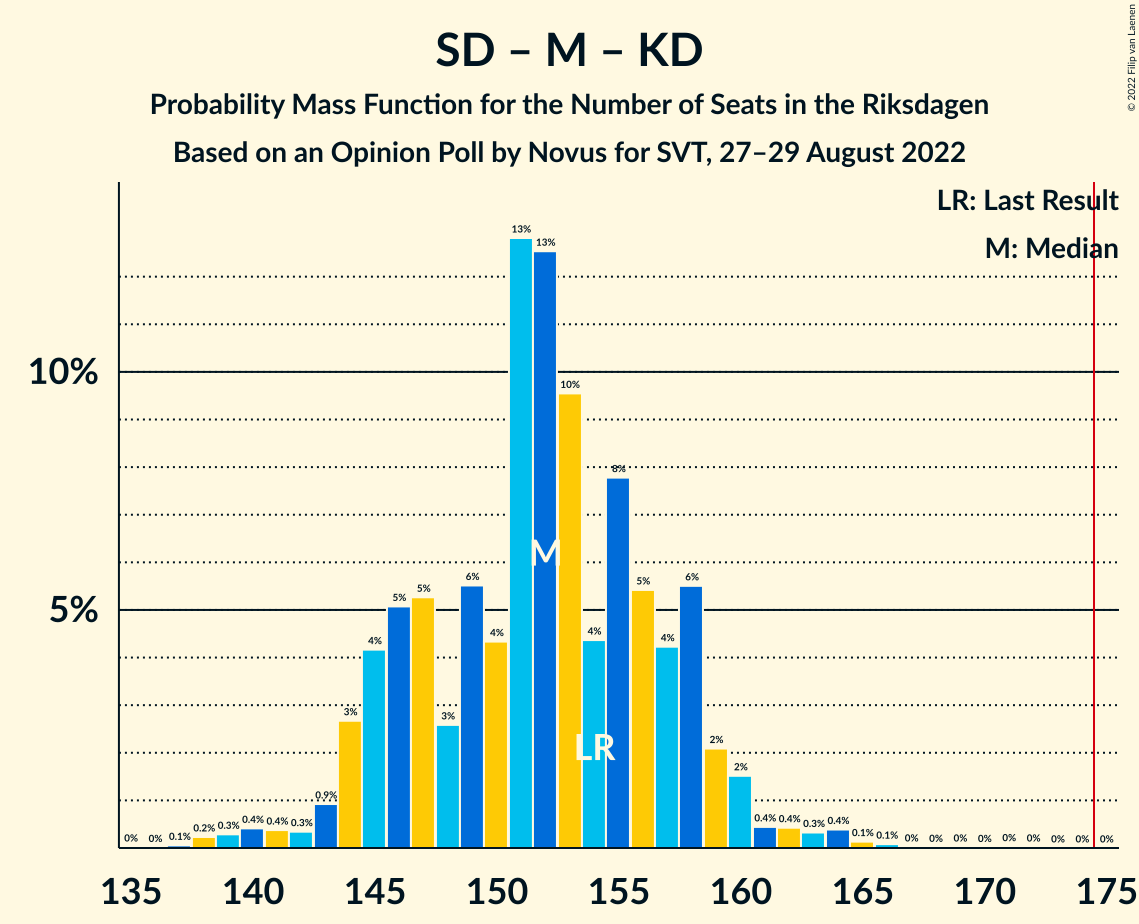 SD – M – KD
Probability Mass Function for the Number of Seats in the Riksdagen
Based on an Opinion Poll by Novus for SVT, 27–29 August 2022
© 2022 Filip van Laenen
LR: Last Result
M: Median
10%
5%
0% 0% 0.1% 0.2% 0.3% 0.4% 0.4% 0.3% 0.9% 3% 4% 5% 5% 3% 6% 4% 13% 13% 10% 4% 8% 5% 4% 6% 2% 2% 0.4% 0.4% 0.3% 0.4% 0.1% 0.1% 0% 0% 0% 0% 0% 0% 0% 0% 0%
M
LR
135 140 145 150 155 160 165 170 175